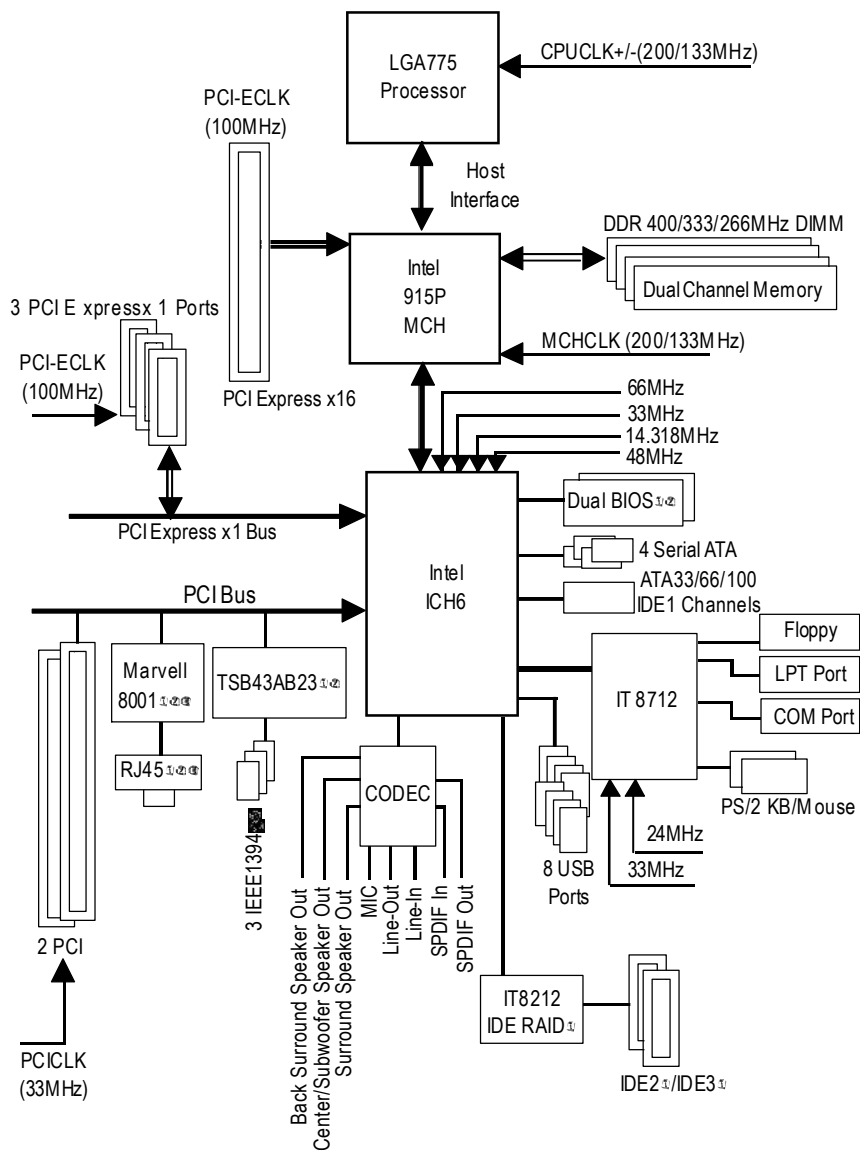 LGA775
Processor
CPUCLK+/-(200/133MHz)
PCI-ECLK
(100MHz)
Host
Interface
DDR 400/333/266MHz DIMM
Dual Channel Memory
Intel
915P
MCH
MCHCLK (200/133MHz)
3 PCI Expressx 1 Ports
PCI-ECLK
(100MHz)
PCI Express x16
66MHz
33MHz
14.318MHz
48MHz
PCI Express x1 Bus
Intel
ICH6
Dual BIOS
4 Serial ATA
ATA33/66/100
IDE1 Channels
PCI Bus
Marvell
8001
TSB43AB23
RJ45
3 IEEE1394
2 PCI
PCICLK
(33MHz)
CODEC
Back Surround Speaker Out
Center/Subwoofer Speaker Out
Surround Speaker Out
MIC
Line-Out
Line-In
SPDIF In
SPDIF Out
8 USB
Ports
IT 8712
Floppy
LPT Port
COM Port
PS/2 KB/Mouse
24MHz
33MHz
IT8212
IDE RAID
IDE2 /IDE3